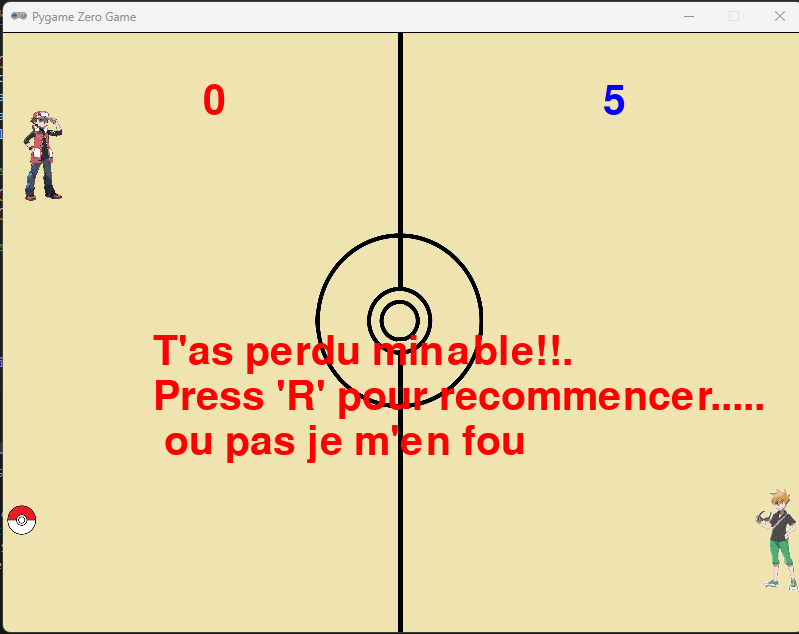 Pygame Zero Game
0
5
T'as perdu minable!!.
Press 'R' pour recommencer.....
ou pas je m'en fou